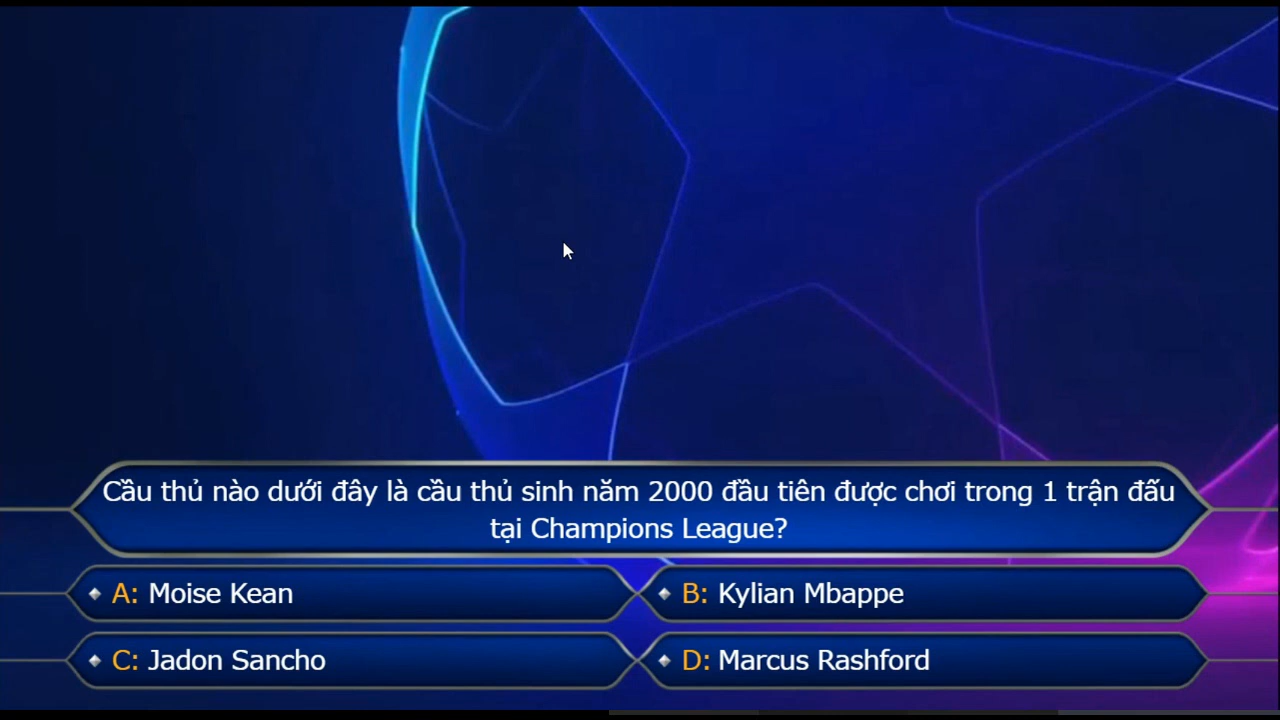 Cầu thủ nào dưới đây là cầu thủ sinh năm 2000 đầu tiên được chơi trong 1 trận đấu
tại Champions League?
A: Moise Kean
B: Kylian Mbappe
C: Jadon Sancho
D: Marcus Rashford